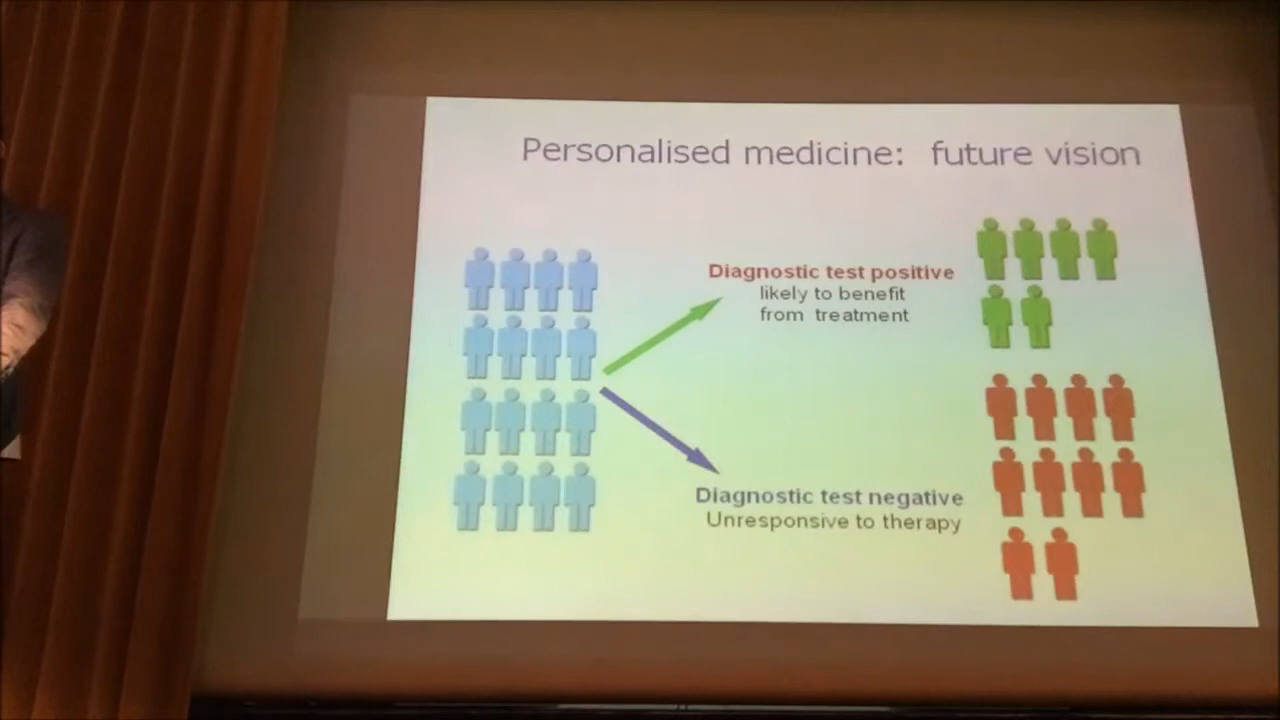 Personalised medicine: future vision
Diagnostic test positive
likely to benefit
from treatment
Diagnostic test negative
Unresponsive to therapy